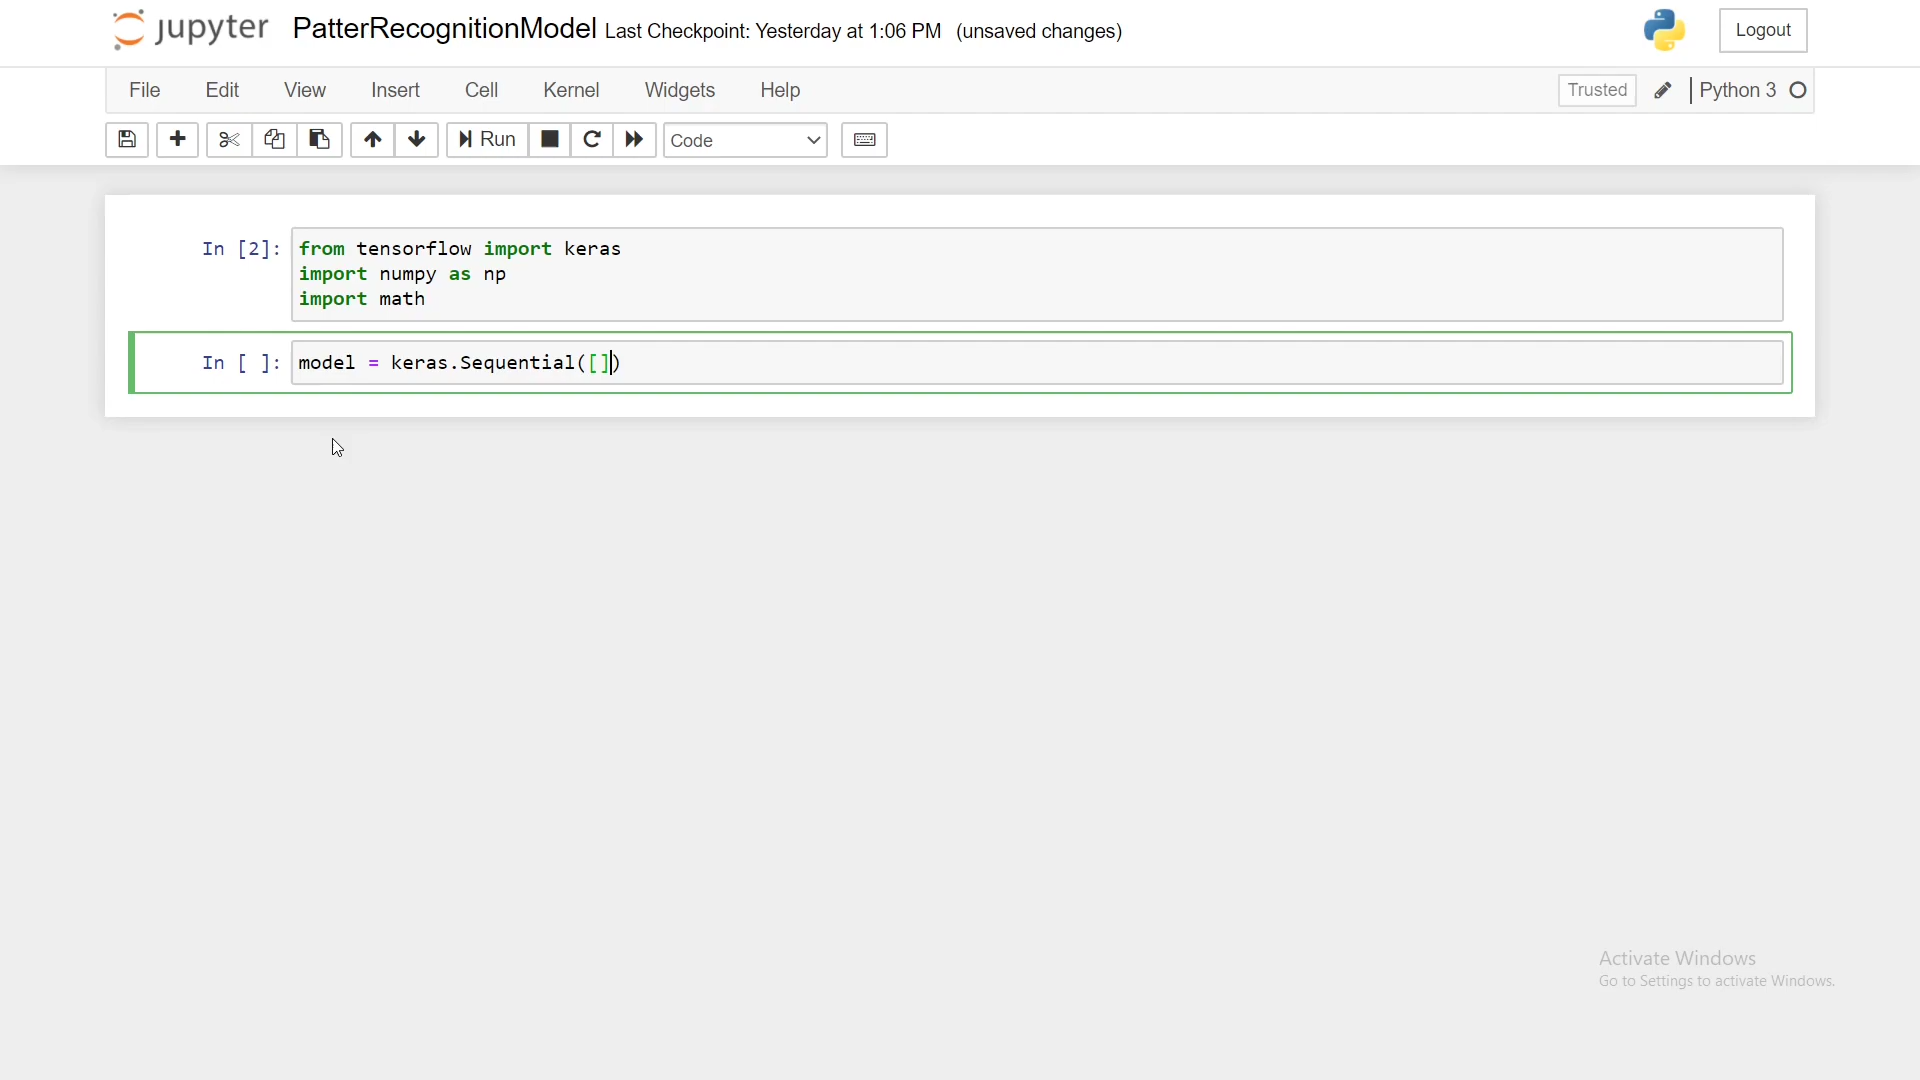 jupyter PatterRecognitionModel Last Checkpoint: Yesterday at 1:06 PM (unsaved changes) Logout
File Edit View Insert Cell Kernel Widgets Help Trusted Python 3
Run Code
In [2]: from tensorflow import keras
import numpy as np
import math
In [ ]: model = keras.Sequential([])
Activate Windows
Go to Settings to activate Windows.